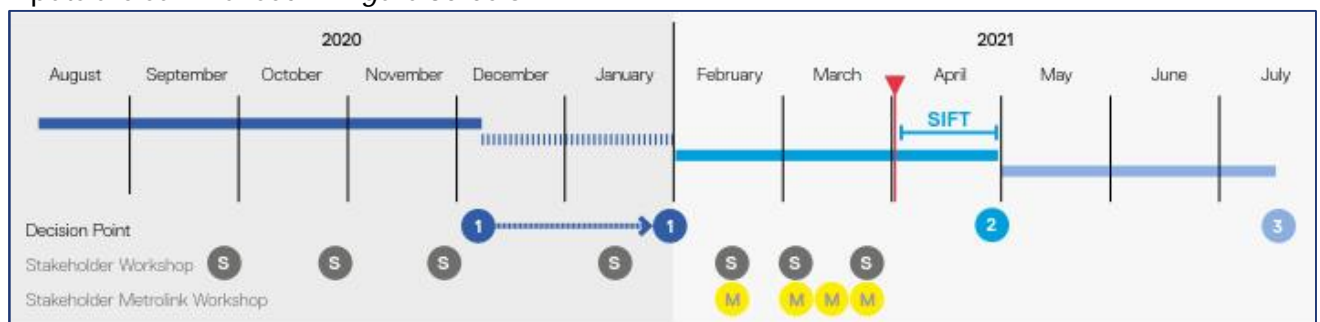 2020 2021
August September October November December January February March April May June July
SIFT
1 1 2 3
Decision Point
Stakeholder Workshop S S S S S S S
Stakeholder Metrolink Workshop M M M M